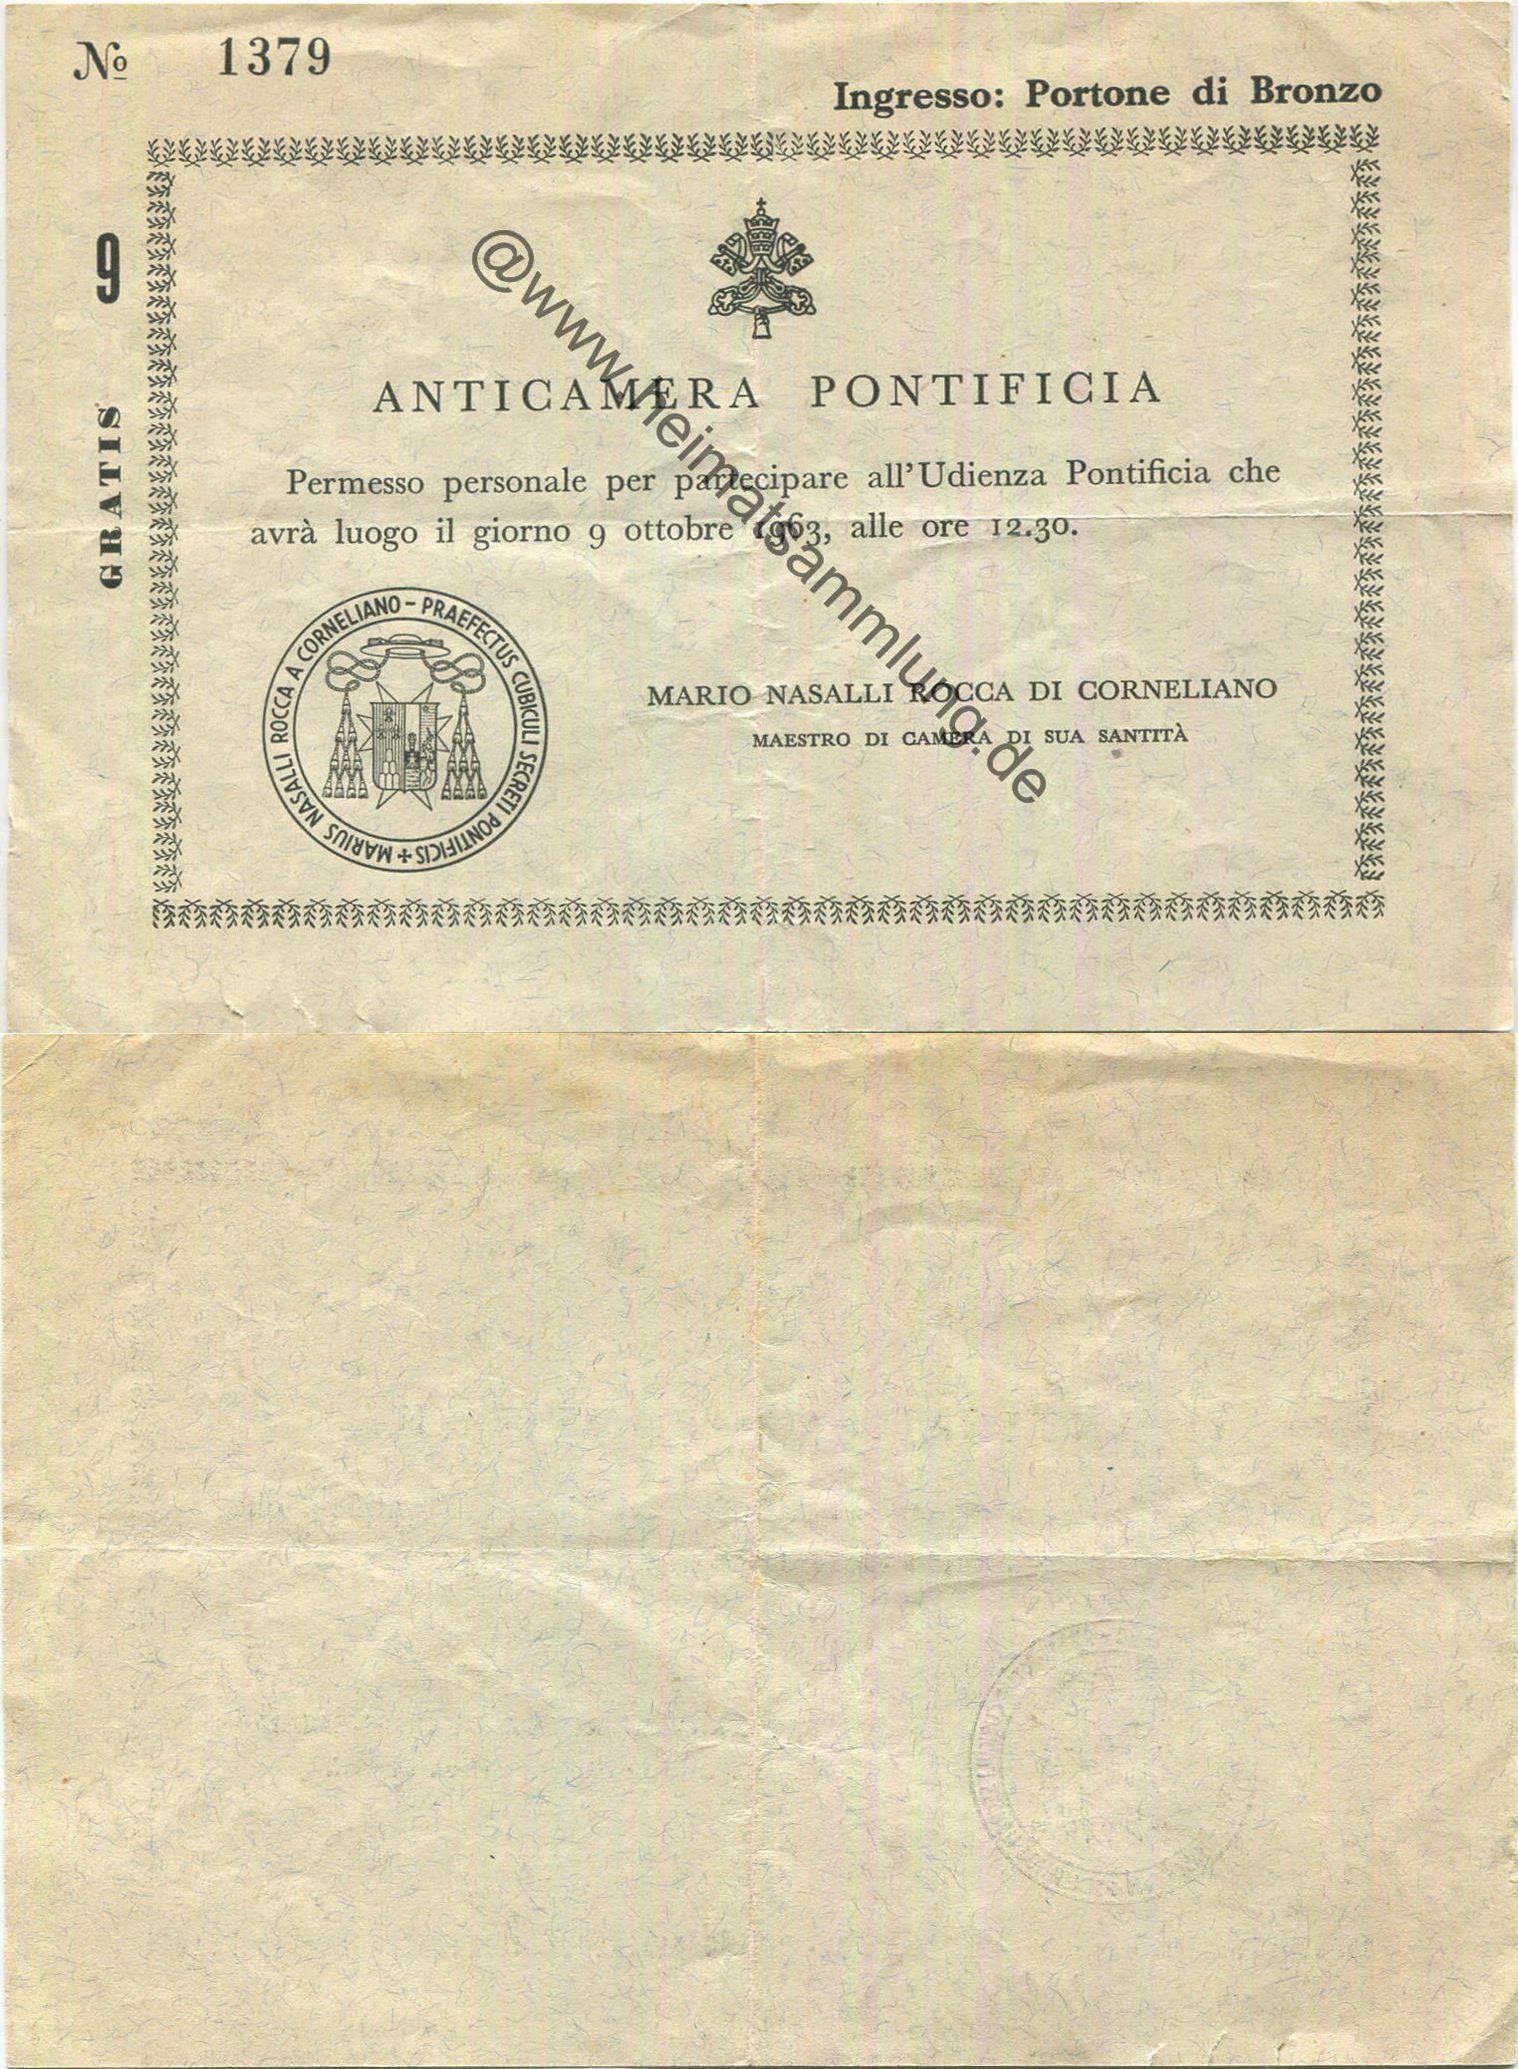 № 1379
Ingresso: Portone di Bronzo
9
GRATIS
ANTICAMERA PONTIFICIA
Permesso personale per partecipare all'Udienza Pontificia che
avrà luogo il giorno 9 ottobre 1963, alle ore 12.30.
MARIUS NASALLI ROCCA A CORNELIANO - PRAEFECTUS CUBICULI SECRETI PONTIFICIS +
MARIO NASALLI ROCCA DI CORNELIANO
MAESTRO DI CAMERA DI SUA SANTITÀ
@www.heimatsammlung.de